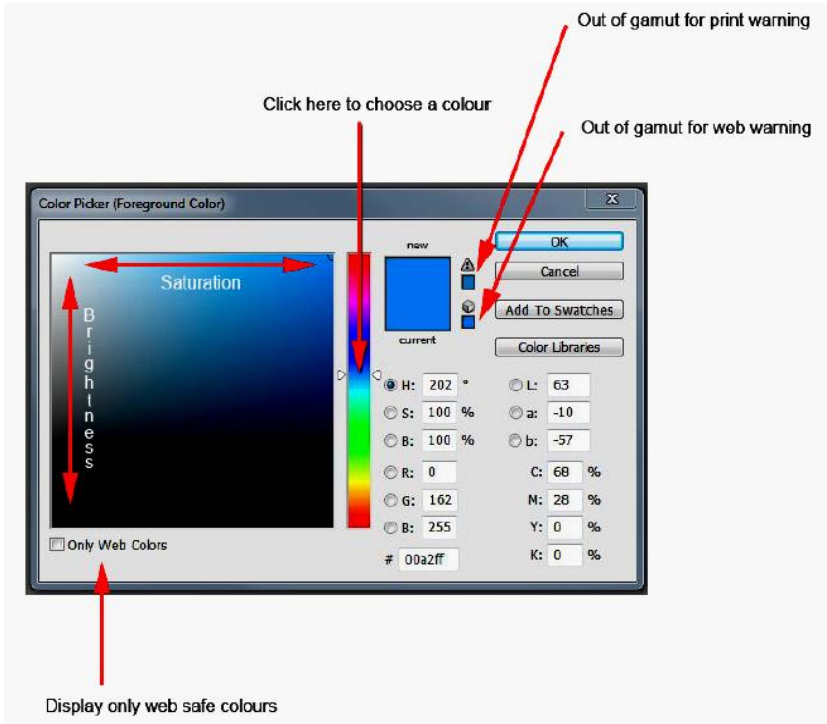 Out of gamut for print warning
Click here to choose a colour
Out of gamut for web warning
Color Picker (Foreground Color)
new
current
OK
Cancel
Add To Swatches
Color Libraries
Saturation
Brightness
H: 202 °
S: 100 %
B: 100 %
R: 0
G: 162
B: 255
# 00a2ff
L: 63
a: -10
b: -57
C: 68 %
M: 28 %
Y: 0 %
K: 0 %
Only Web Colors
Display only web safe colours